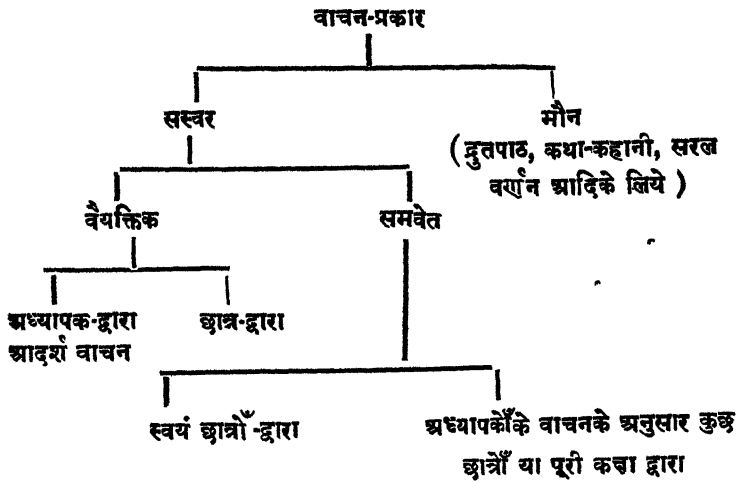 वाचन-प्रकार
सस्वर
मौन
(द्रुतपाठ, कथा-कहानी, सरल
वर्णन आदिके लिये)
वैयक्तिक
समवेत
अध्यापक-द्वारा
आदर्श वाचन
छात्र-द्वारा
स्वयं छात्रोँ-द्वारा
अध्यापकोँके वाचनके अनुसार कुछ
छात्रोँ या पूरी कक्षा द्वारा